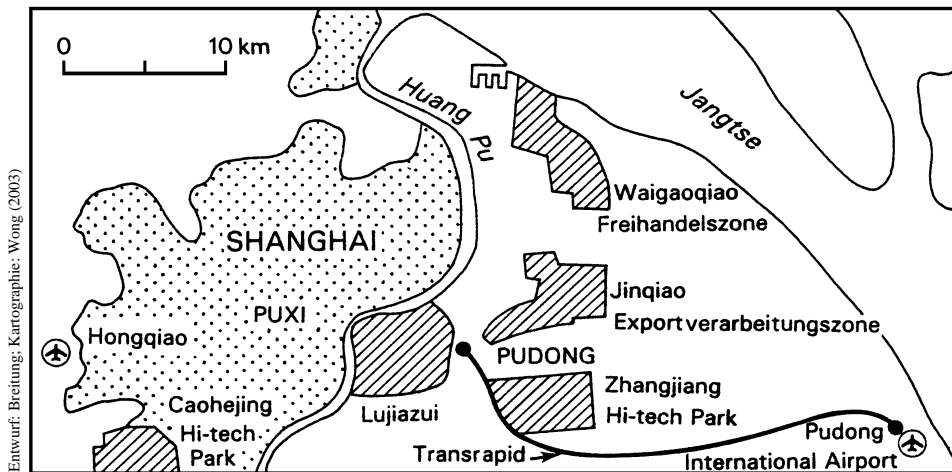 0 10 km
Huang
Pu
Jangtse
Waigaoqiao
Freihandelszone
SHANGHAI
PUXI
Hongqiao
Jinqiao
Exportverarbeitungszone
PUDONG
Zhangjiang
Hi-tech Park
Lujiazui
Caohejing
Hi-tech
Park
Transrapid
Pudong
International Airport
Entwurf: Breitung; Kartographie: Wong (2003)